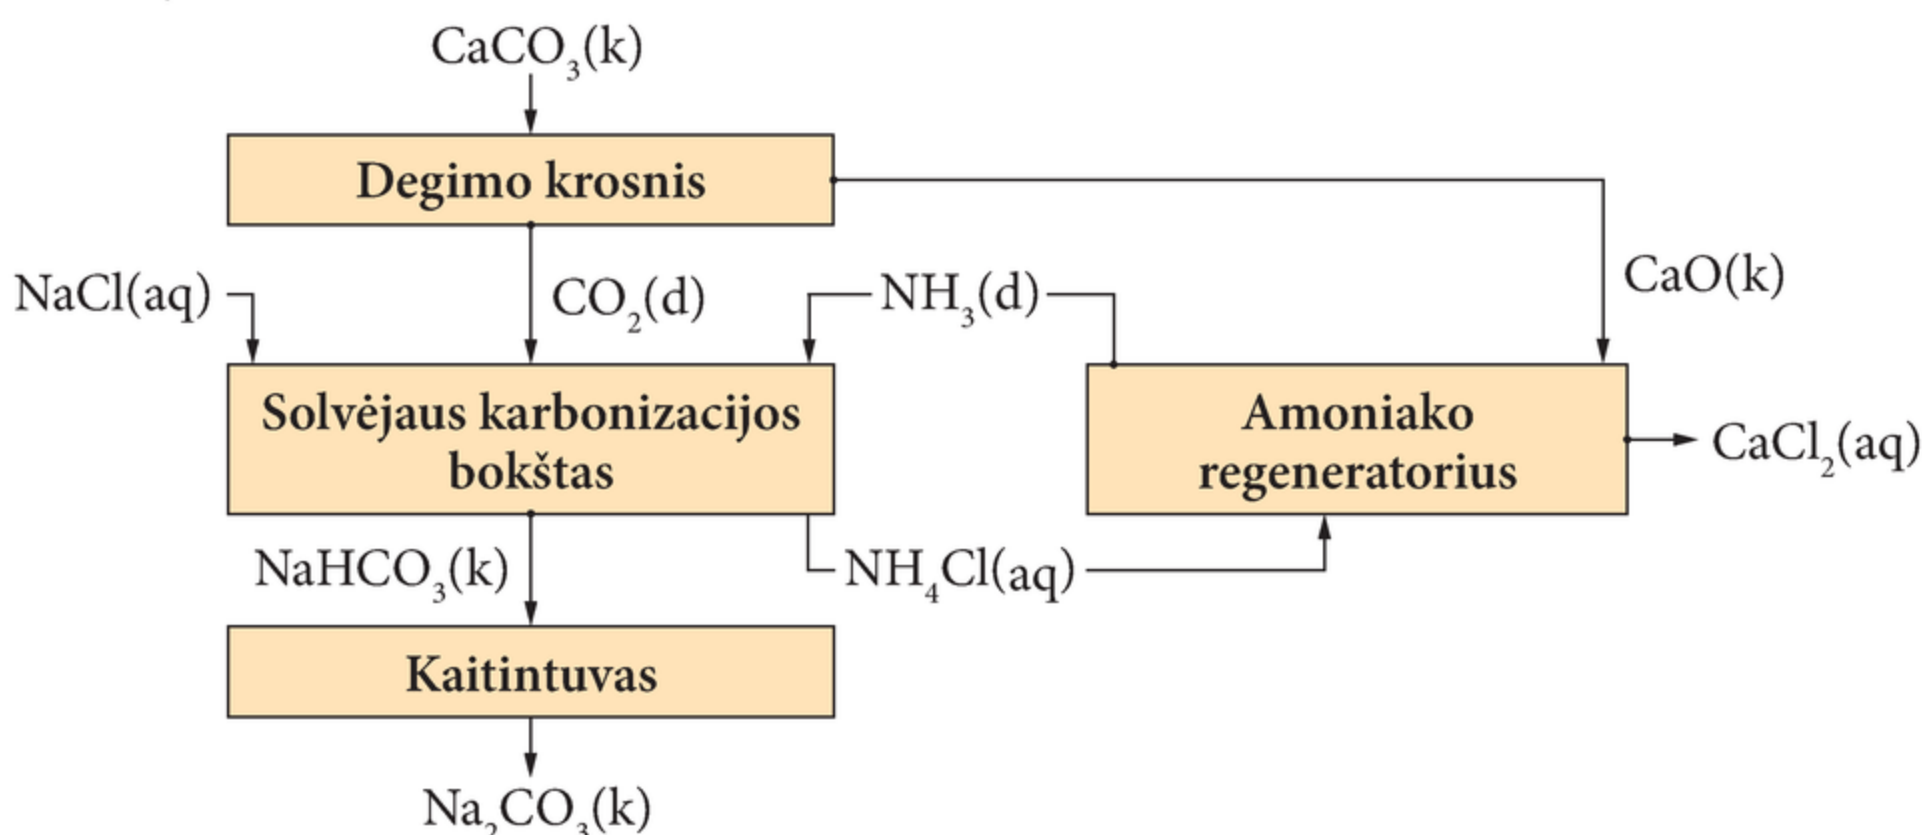 CaCO₃(k)
Degimo krosnis
NaCl(aq)
CO₂(d)
NH₃(d)
CaO(k)
Solvėjaus karbonizacijos
bokštas
Amoniako
regeneratorius
CaCl₂(aq)
NaHCO₃(k)
NH₄Cl(aq)
Kaitintuvas
Na₂CO₃(k)